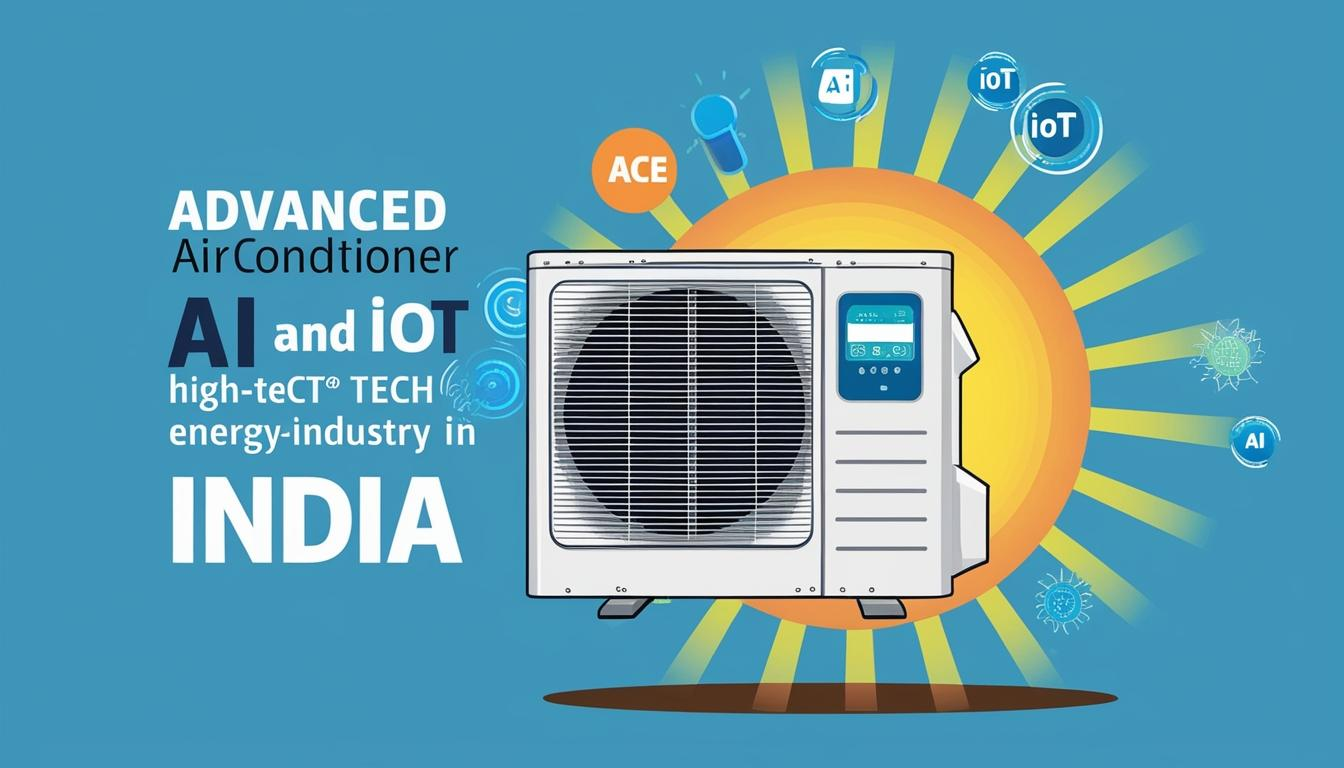 ADVANCED
AirCondtioner
AI and iOT
high-teCT® TECH
energy-industry in
INDIA
ACE
Ai
ioT
ioT
AI